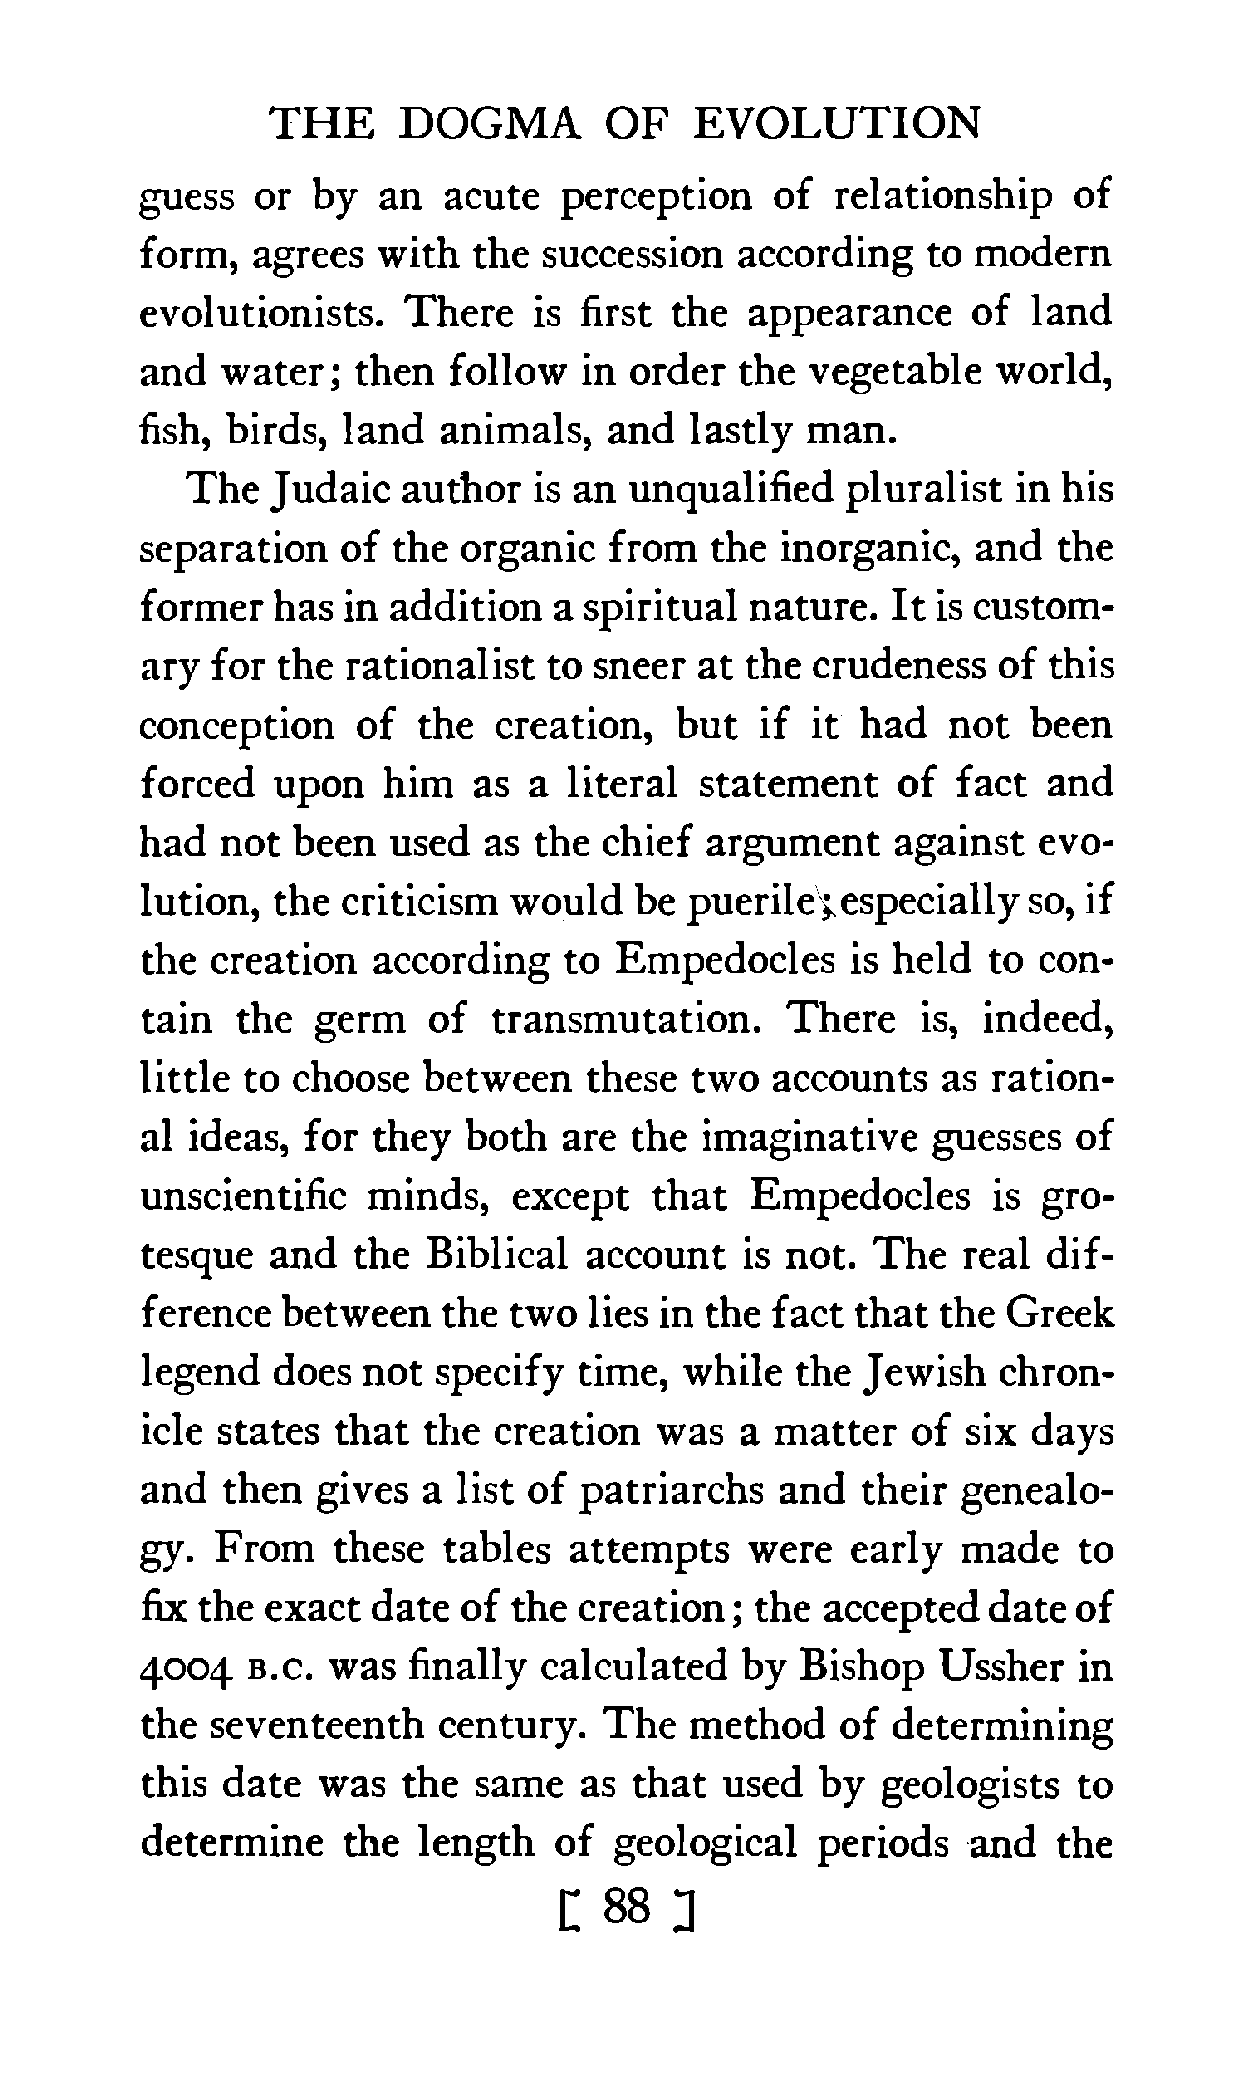 THE DOGMA OF EVOLUTION
guess or by an acute perception of relationship of
form, agrees with the succession according to modern
evolutionists. There is first the appearance of land
and water; then follow in order the vegetable world,
fish, birds, land animals, and lastly man.
The Judaic author is an unqualified pluralist in his
separation of the organic from the inorganic, and the
former has in addition a spiritual nature. It is custom-
ary for the rationalist to sneer at the crudeness of this
conception of the creation, but if it had not been
forced upon him as a literal statement of fact and
had not been used as the chief argument against evo-
lution, the criticism would be puerile; especially so, if
the creation according to Empedocles is held to con-
tain the germ of transmutation. There is, indeed,
little to choose between these two accounts as ration-
al ideas, for they both are the imaginative guesses of
unscientific minds, except that Empedocles is gro-
tesque and the Biblical account is not. The real dif-
ference between the two lies in the fact that the Greek
legend does not specify time, while the Jewish chron-
icle states that the creation was a matter of six days
and then gives a list of patriarchs and their genealo-
gy. From these tables attempts were early made to
fix the exact date of the creation; the accepted date of
4004 B.C. was finally calculated by Bishop Ussher in
the seventeenth century. The method of determining
this date was the same as that used by geologists to
determine the length of geological periods and the
[ 88 ]